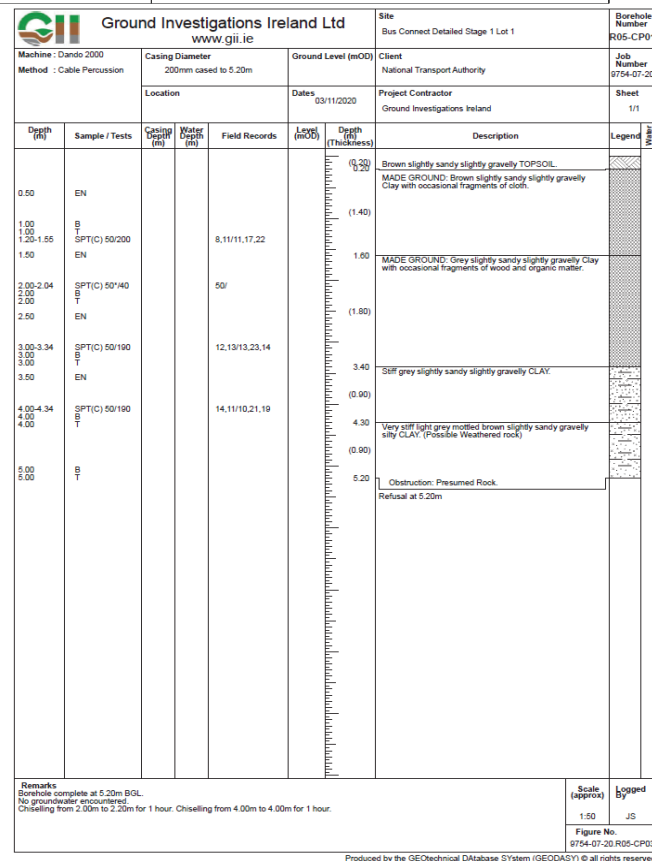 GII
Ground Investigations Ireland Ltd
www.gii.ie
Site
Bus Connect Detailed Stage 1 Lot 1
Borehole
Number
R05-CP0
Machine : Dando 2000
Method : Cable Percussion
Casing Diameter
200mm cased to 5.20m
Ground Level (mOD)
Client
National Transport Authority
Job
Number
9754-07-20
Location
Dates
03/11/2020
Project Contractor
Ground Investigations Ireland
Sheet
1/1
Depth (m) Sample / Tests Casing Depth (m) Water Depth (m) Field Records Level (mOD) Depth (m) (Thickness) Description Legend Water
(0.20)
0.20 Brown slightly sandy slightly gravelly TOPSOIL.
MADE GROUND: Brown slightly sandy slightly gravelly
Clay with occasional fragments of cloth.
0.50 EN
(1.40)
1.00 B
1.00 T
1.20-1.55 SPT(C) 50/200 8,11/11,17,22
1.50 EN
1.60 MADE GROUND: Grey slightly sandy slightly gravelly Clay
with occasional fragments of wood and organic matter.
2.00-2.04 SPT(C) 50*/40 50/
2.00 B
2.00 T
(1.80)
2.50 EN
3.00-3.34 SPT(C) 50/190 12,13/13,23,14
3.00 B
3.00 T
3.40 Stiff grey slightly sandy slightly gravelly CLAY.
3.50 EN
(0.90)
4.00-4.34 SPT(C) 50/190 14,11/10,21,19
4.00 B
4.00 T
4.30 Very stiff light grey mottled brown slightly sandy gravelly
silty CLAY. (Possible Weathered rock)
(0.90)
5.00 B
5.00 T
5.20 Obstruction: Presumed Rock.
Refusal at 5.20m
Remarks
Borehole complete at 5.20m BGL.
No groundwater encountered.
Chiselling from 2.00m to 2.20m for 1 hour. Chiselling from 4.00m to 4.00m for 1 hour.
Scale (approx)
1:50
Logged By
JS
Figure No.
9754-07-20.R05-CP03
Produced by the GEOtechnical DAtabase SYstem (GEODASY) © all rights reserve